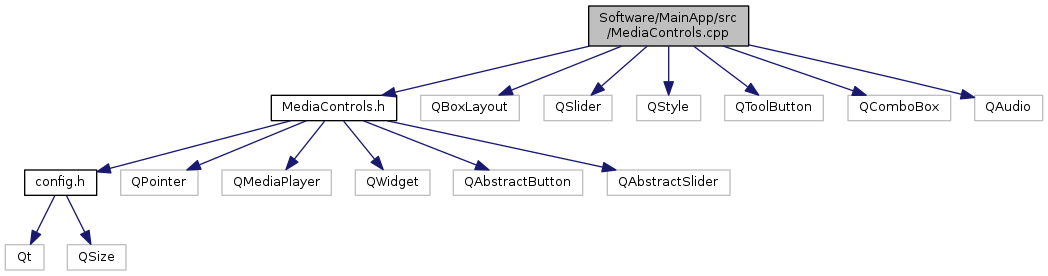 Software/MainApp/src
/MediaControls.cpp
MediaControls.h
QBoxLayout
QSlider
QStyle
QToolButton
QComboBox
QAudio
config.h
QPointer
QMediaPlayer
QWidget
QAbstractButton
QAbstractSlider
Qt
QSize